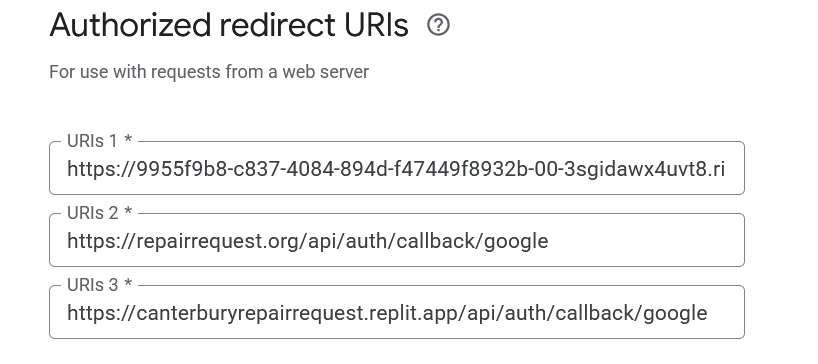 Authorized redirect URIs
For use with requests from a web server
URIs 1 *
https://9955f9b8-c837-4084-894d-f47449f8932b-00-3sgidawx4uvt8.ri
URIs 2 *
https://repairrequest.org/api/auth/callback/google
URIs 3 *
https://canterburyrepairrequest.replit.app/api/auth/callback/google